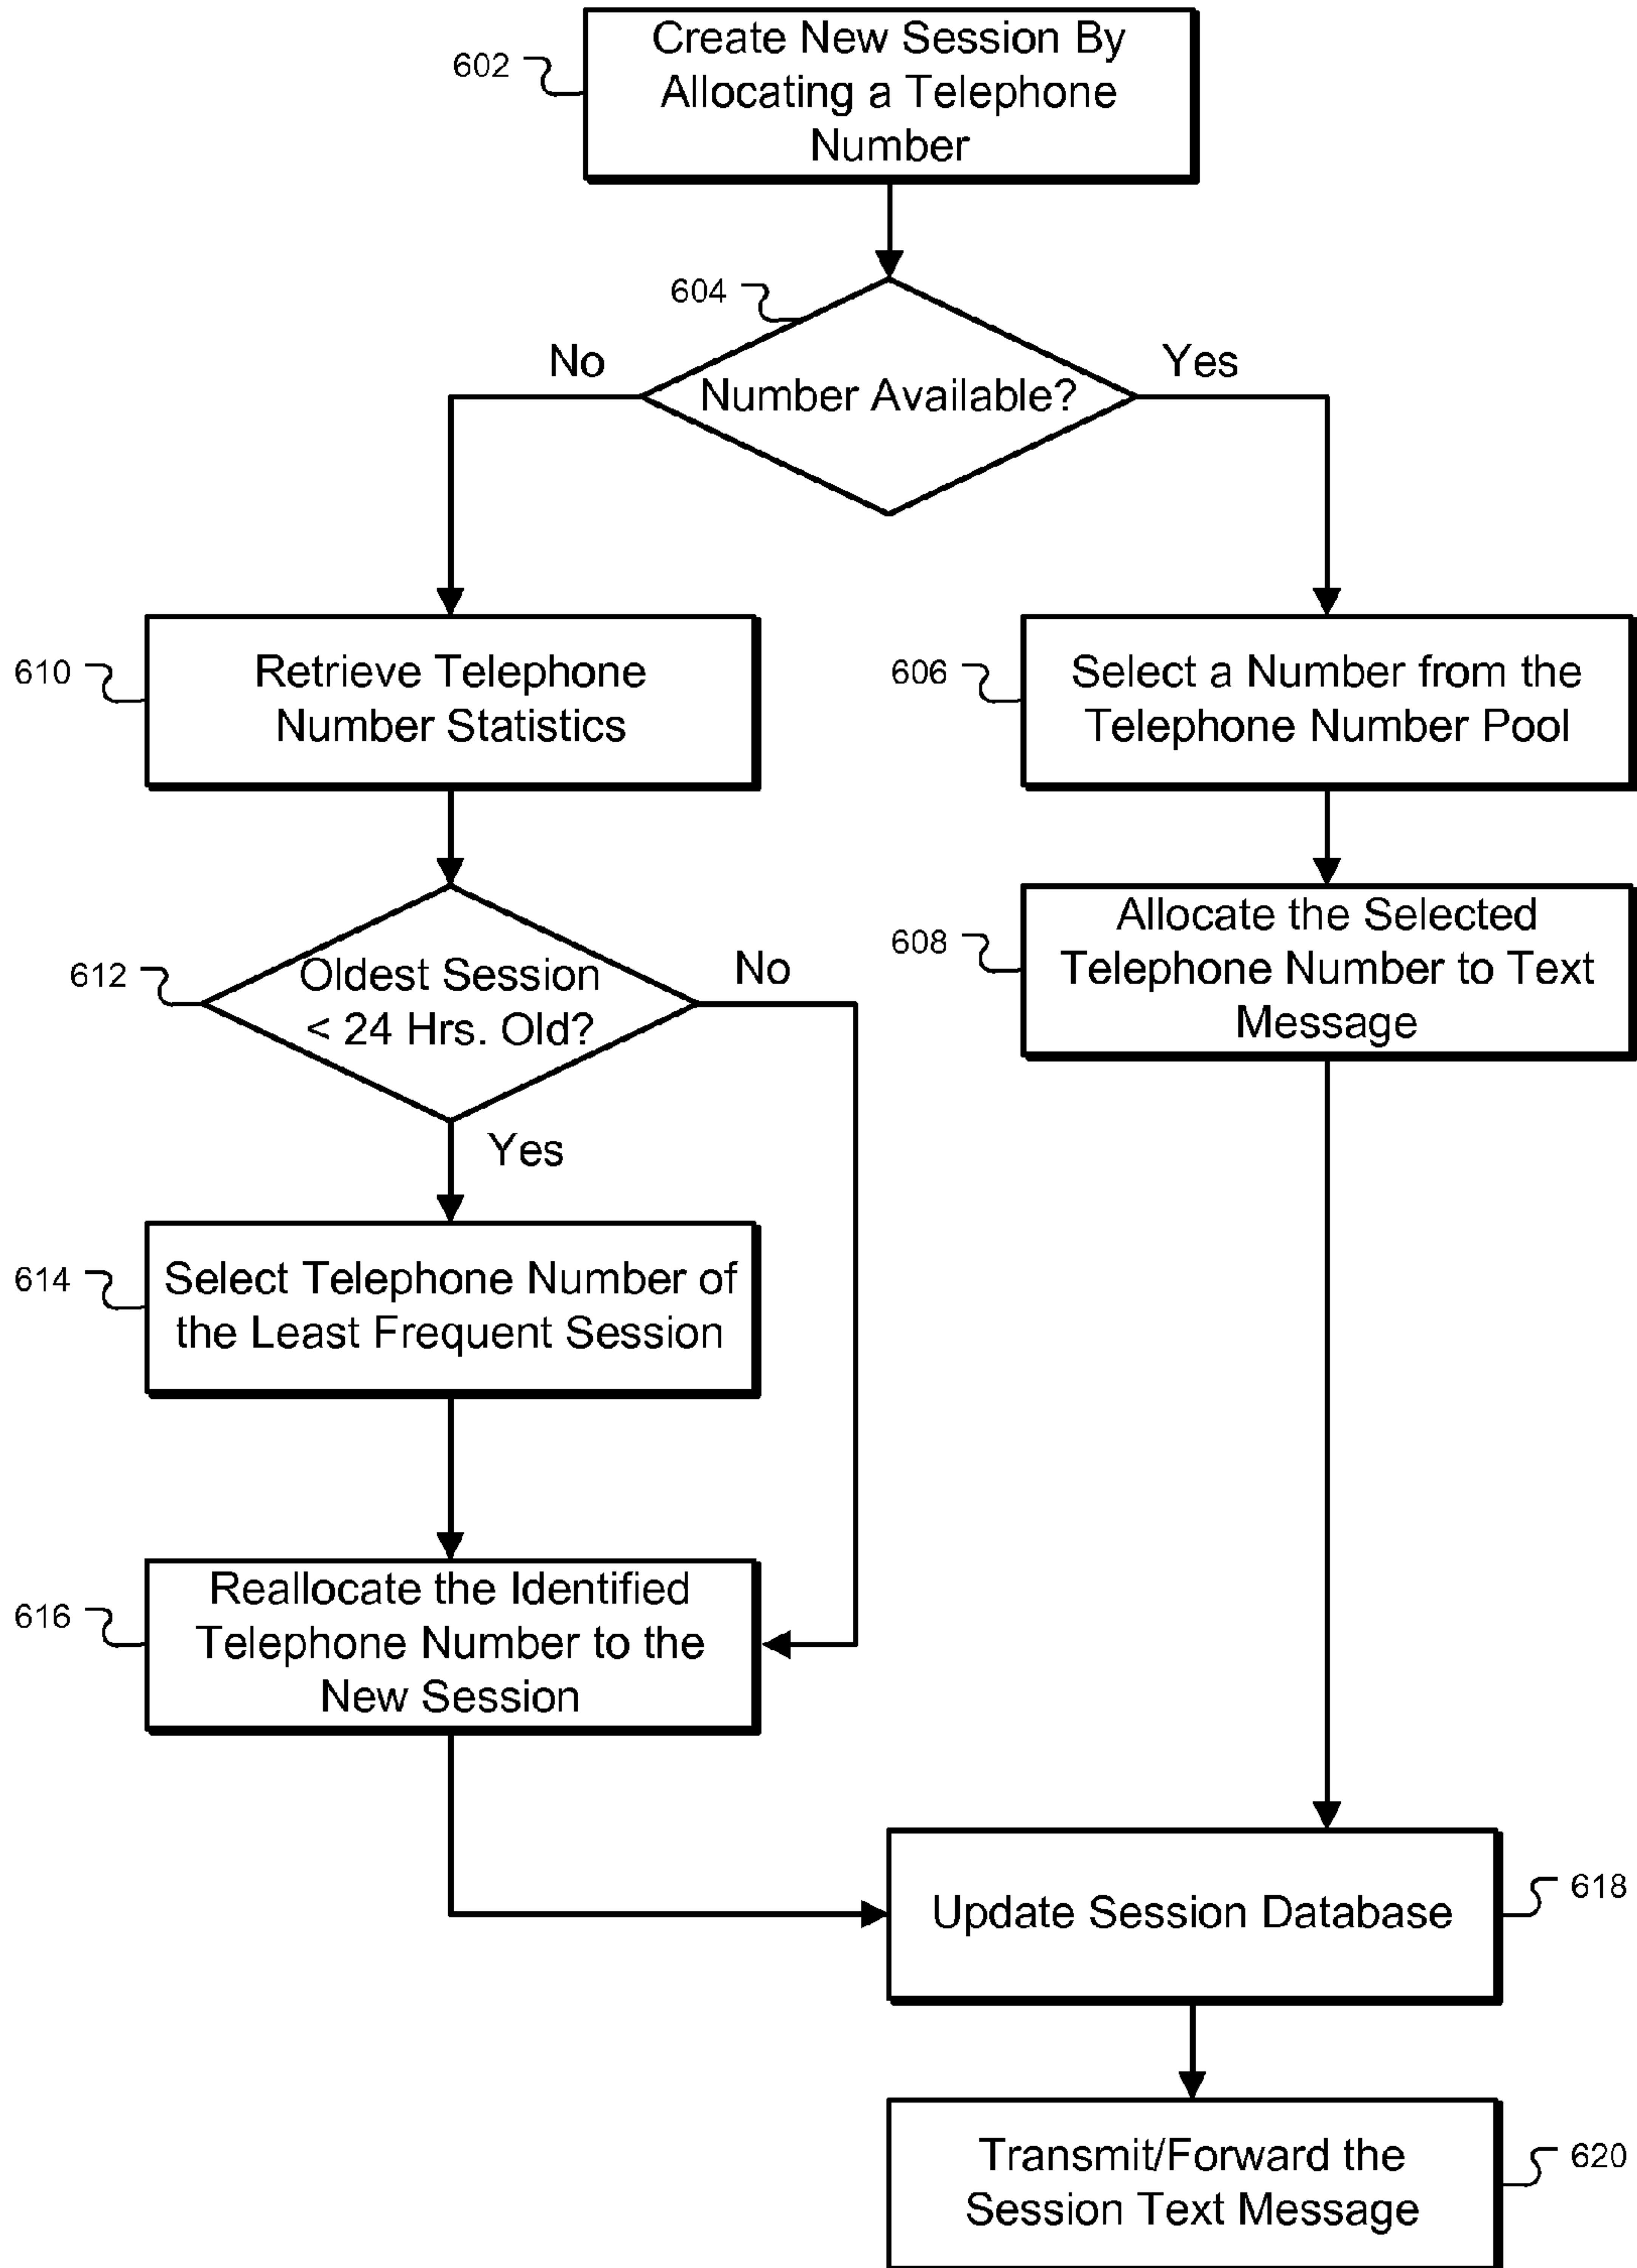 602
Create New Session By
Allocating a Telephone
Number
604
No
Number Available?
Yes
610
Retrieve Telephone
Number Statistics
606
Select a Number from the
Telephone Number Pool
612
Oldest Session
< 24 Hrs. Old?
No
Yes
608
Allocate the Selected
Telephone Number to Text
Message
614
Select Telephone Number of
the Least Frequent Session
616
Reallocate the Identified
Telephone Number to the
New Session
Update Session Database
618
Transmit/Forward the
Session Text Message
620